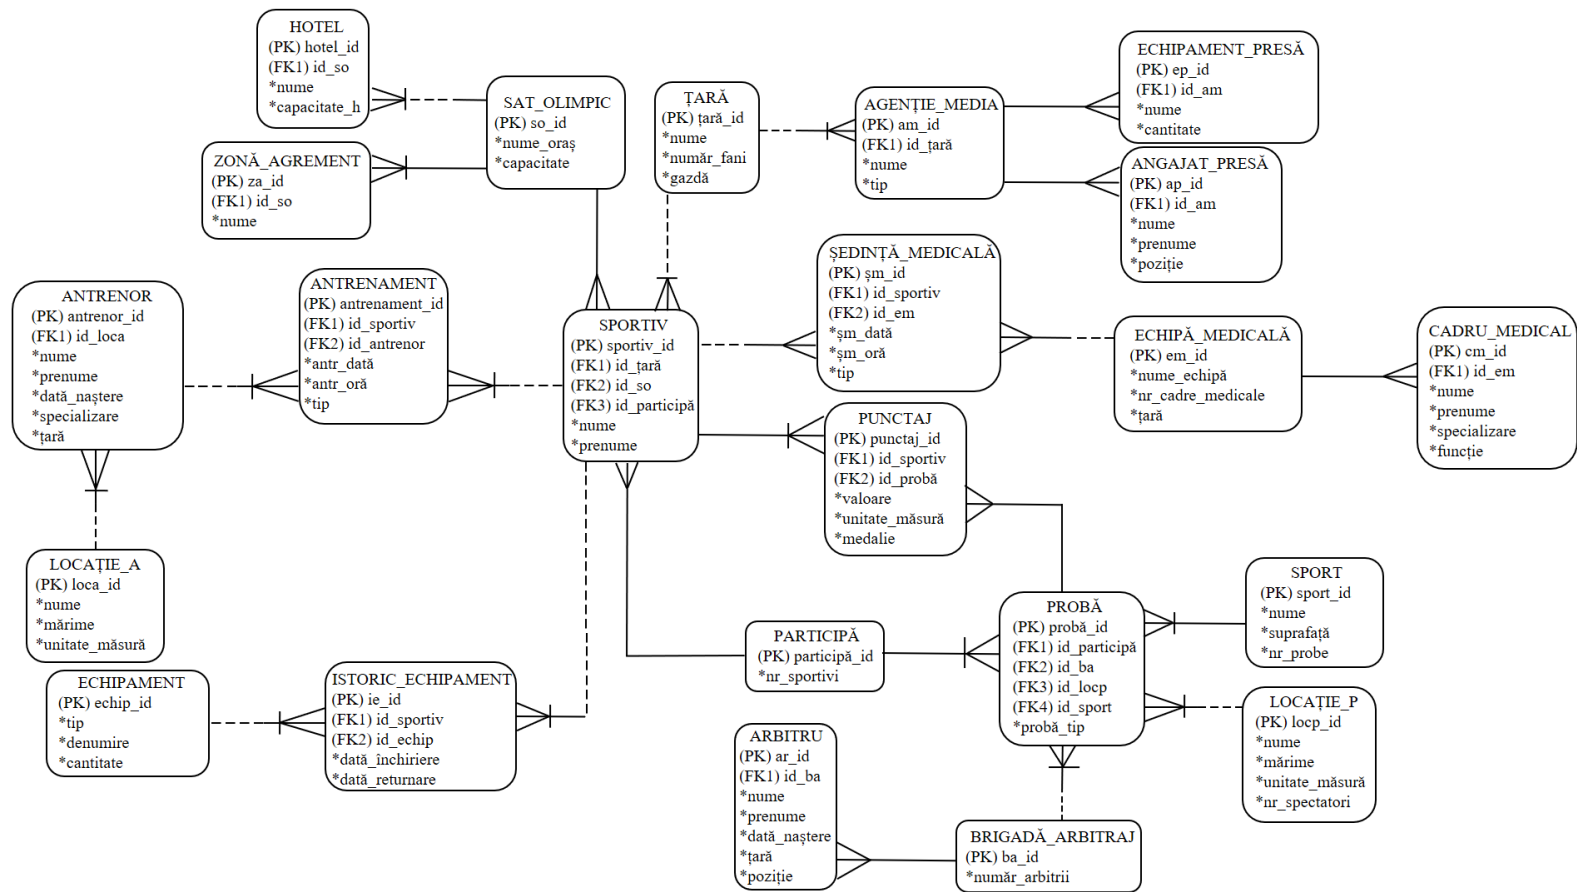 HOTEL
(PK) hotel_id
(FK1) id_so
*nume
*capacitate_h
SAT_OLIMPIC
(PK) so_id
*nume_oraș
*capacitate
ȚARĂ
(PK) țară_id
*nume
*număr_fani
*gazdă
AGENȚIE_MEDIA
(PK) am_id
(FK1) id_țară
*nume
*tip
ECHIPAMENT_PRESĂ
(PK) ep_id
(FK1) id_am
*nume
*cantitate
ZONĂ_AGREMENT
(PK) za_id
(FK1) id_so
*nume
ANGAJAT_PRESĂ
(PK) ap_id
(FK1) id_am
*nume
*prenume
*poziție
ANTRENOR
(PK) antrenor_id
(FK1) id_loca
*nume
*prenume
*dată_naștere
*specializare
*țară
ANTRENAMENT
(PK) antrenament_id
(FK1) id_sportiv
(FK2) id_antrenor
*antr_dată
*antr_oră
*tip
SPORTIV
(PK) sportiv_id
(FK1) id_țară
(FK2) id_so
(FK3) id_participă
*nume
*prenume
ȘEDINȚĂ_MEDICALĂ
(PK) șm_id
(FK1) id_sportiv
(FK2) id_em
*șm_dată
*șm_oră
*tip
ECHIPĂ_MEDICALĂ
(PK) em_id
*nume_echipă
*nr_cadre_medicale
*țară
CADRU_MEDICAL
(PK) cm_id
(FK1) id_em
*nume
*prenume
*specializare
*funcție
PUNCTAJ
(PK) punctaj_id
(FK1) id_sportiv
(FK2) id_probă
*valoare
*unitate_măsură
*medalie
LOCAȚIE_A
(PK) loca_id
*nume
*mărime
*unitate_măsură
SPORT
(PK) sport_id
*nume
*suprafață
*nr_probe
PROBĂ
(PK) probă_id
(FK1) id_participă
(FK2) id_ba
(FK3) id_locp
(FK4) id_sport
*probă_tip
PARTICIPĂ
(PK) participă_id
*nr_sportivi
ECHIPAMENT
(PK) echip_id
*tip
*denumire
*cantitate
ISTORIC_ECHIPAMENT
(PK) ie_id
(FK1) id_sportiv
(FK2) id_echip
*dată_închiriere
*dată_returnare
LOCAȚIE_P
(PK) locp_id
*nume
*mărime
*unitate_măsură
*nr_spectatori
ARBITRU
(PK) ar_id
(FK1) id_ba
*nume
*prenume
*dată_naștere
*țară
*poziție
BRIGADĂ_ARBITRAJ
(PK) ba_id
*număr_arbitrii